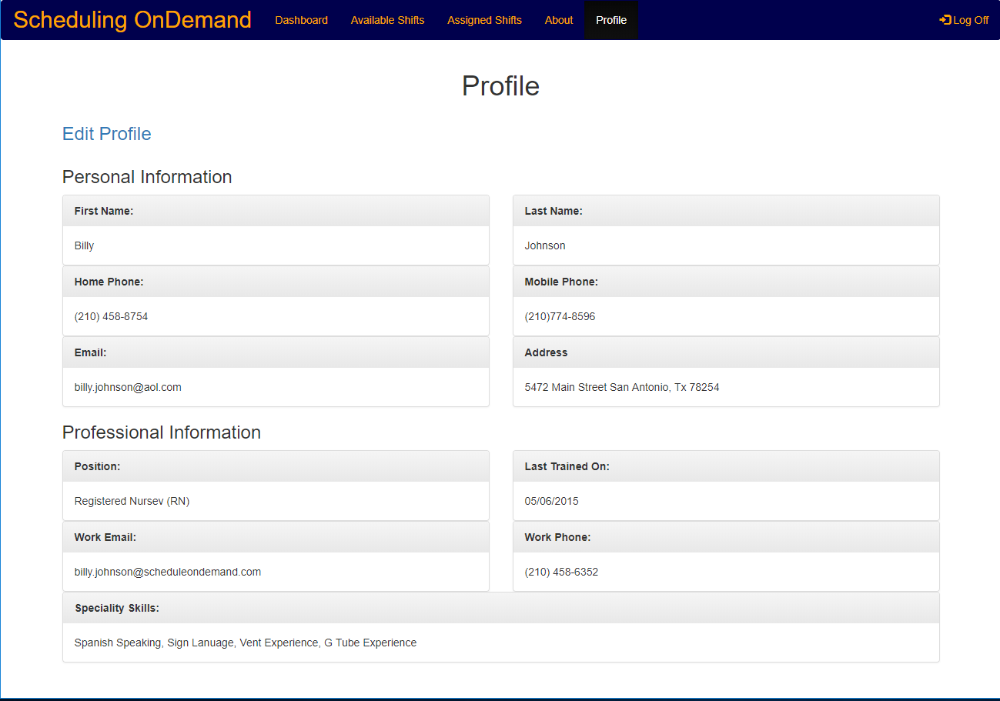 Scheduling OnDemand Dashboard Available Shifts Assigned Shifts About Profile Log Off
Profile
Edit Profile
Personal Information
First Name: Last Name:
Billy Johnson
Home Phone: Mobile Phone:
(210) 458-8754 (210)774-8596
Email: Address
billy.johnson@aol.com 5472 Main Street San Antonio, Tx 78254
Professional Information
Position: Last Trained On:
Registered Nursev (RN) 05/06/2015
Work Email: Work Phone:
billy.johnson@scheduleondemand.com (210) 458-6352
Speciality Skills:
Spanish Speaking, Sign Lanuage, Vent Experience, G Tube Experience